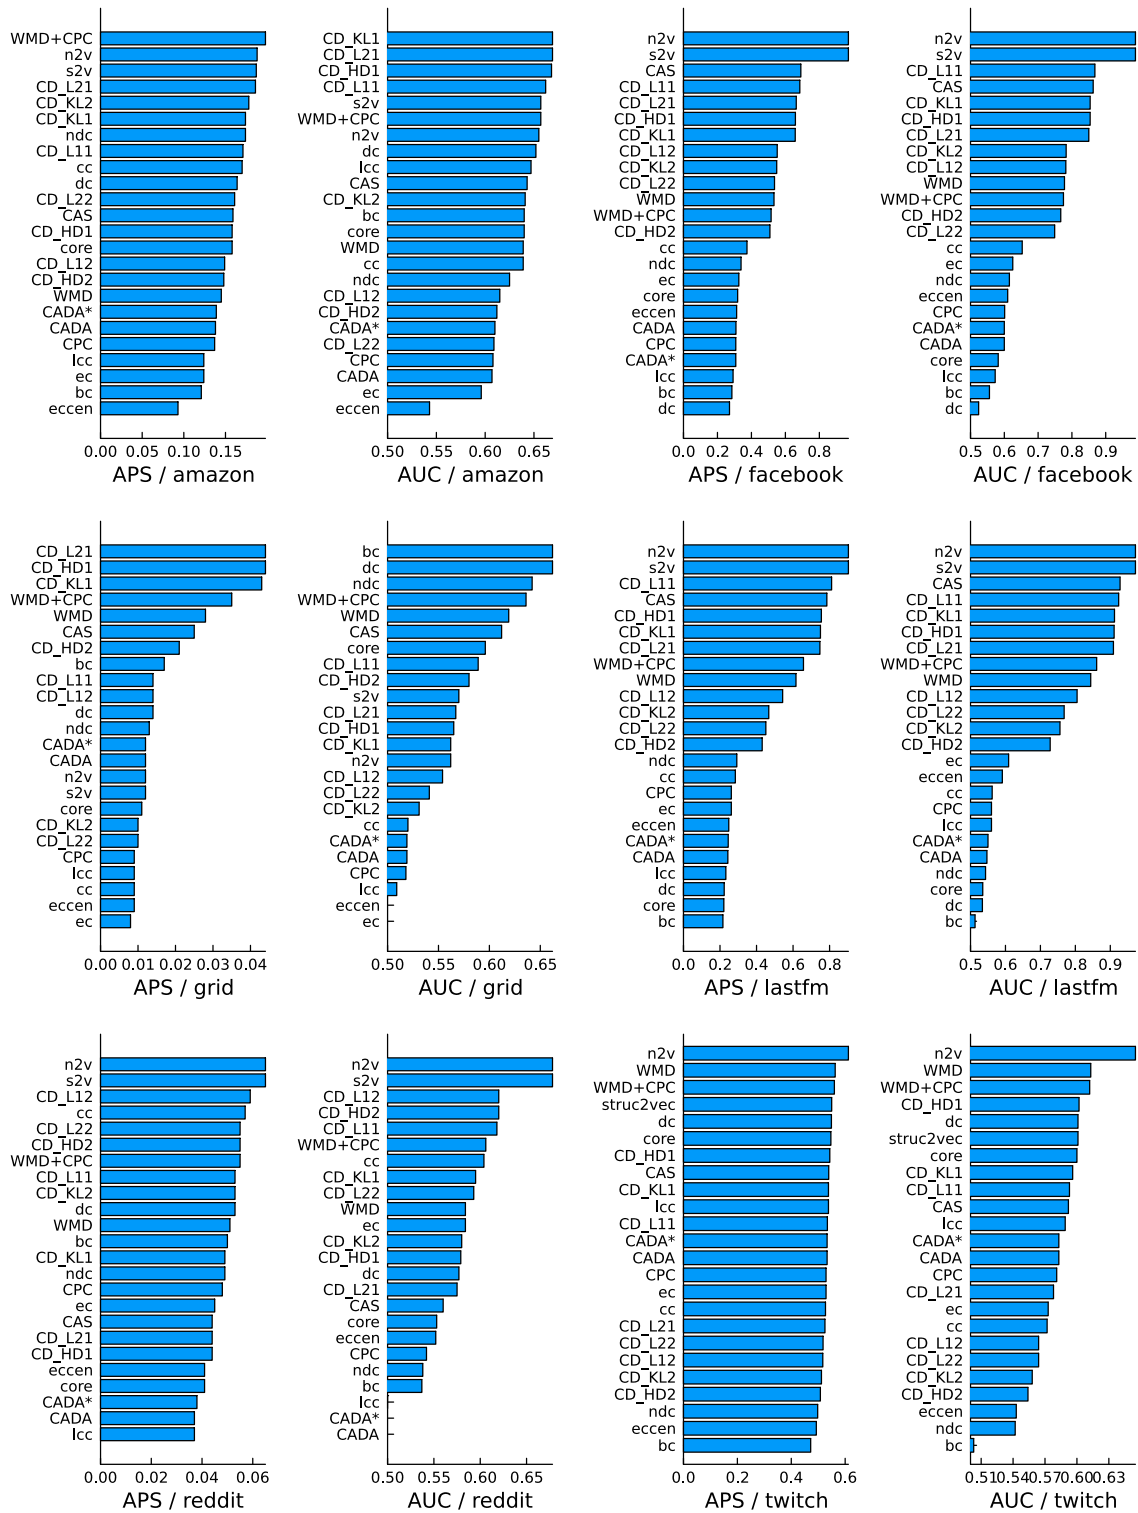 WMD+CPC
n2v
s2v
CD_L21
CD_KL2
CD_KL1
ndc
CD_L11
cc
dc
CD_L22
CAS
CD_HD1
core
CD_L12
CD_HD2
WMD
CADA*
CADA
CPC
lcc
ec
bc
eccen
0.00 0.05 0.10 0.15
APS / amazon
CD_KL1
CD_L21
CD_HD1
CD_L11
s2v
WMD+CPC
n2v
dc
lcc
CAS
CD_KL2
bc
core
WMD
cc
ndc
CD_L12
CD_HD2
CADA*
CD_L22
CPC
CADA
ec
eccen
0.50 0.55 0.60 0.65
AUC / amazon
n2v
s2v
CAS
CD_L11
CD_L21
CD_HD1
CD_KL1
CD_L12
CD_KL2
CD_L22
WMD
WMD+CPC
CD_HD2
cc
ndc
ec
core
eccen
CADA
CPC
CADA*
lcc
bc
dc
0.0 0.2 0.4 0.6 0.8
APS / facebook
n2v
s2v
CD_L11
CAS
CD_KL1
CD_HD1
CD_L21
CD_KL2
CD_L12
WMD
WMD+CPC
CD_HD2
CD_L22
cc
ec
ndc
eccen
CPC
CADA*
CADA
core
lcc
bc
dc
0.5 0.6 0.7 0.8 0.9
AUC / facebook
CD_L21
CD_HD1
CD_KL1
WMD+CPC
WMD
CAS
CD_HD2
bc
CD_L11
CD_L12
dc
ndc
CADA*
CADA
n2v
s2v
core
CD_KL2
CD_L22
CPC
lcc
cc
eccen
ec
0.00 0.01 0.02 0.03 0.04
APS / grid
bc
dc
ndc
WMD+CPC
WMD
CAS
core
CD_L11
CD_HD2
s2v
CD_L21
CD_HD1
CD_KL1
n2v
CD_L12
CD_L22
CD_KL2
cc
CADA*
CADA
CPC
lcc
eccen
ec
0.50 0.55 0.60 0.65
AUC / grid
n2v
s2v
CD_L11
CAS
CD_HD1
CD_KL1
CD_L21
WMD+CPC
WMD
CD_L12
CD_KL2
CD_L22
CD_HD2
ndc
cc
CPC
ec
eccen
CADA*
CADA
lcc
dc
core
bc
0.0 0.2 0.4 0.6 0.8
APS / lastfm
n2v
s2v
CAS
CD_L11
CD_KL1
CD_HD1
CD_L21
WMD+CPC
WMD
CD_L12
CD_L22
CD_KL2
CD_HD2
ec
eccen
cc
CPC
lcc
CADA*
CADA
ndc
core
dc
bc
0.5 0.6 0.7 0.8 0.9
AUC / lastfm
n2v
s2v
CD_L12
cc
CD_L22
CD_HD2
WMD+CPC
CD_L11
CD_KL2
dc
WMD
bc
CD_KL1
ndc
CPC
ec
CAS
CD_L21
CD_HD1
eccen
core
CADA*
CADA
lcc
0.00 0.02 0.04 0.06
APS / reddit
n2v
s2v
CD_L12
CD_HD2
CD_L11
WMD+CPC
cc
CD_KL1
CD_L22
WMD
ec
CD_KL2
CD_HD1
dc
CD_L21
CAS
core
eccen
CPC
ndc
bc
lcc
CADA*
CADA
0.50 0.55 0.60 0.65
AUC / reddit
n2v
WMD
WMD+CPC
struc2vec
dc
core
CD_HD1
CAS
CD_KL1
lcc
CD_L11
CADA*
CADA
CPC
ec
cc
CD_L21
CD_L22
CD_L12
CD_KL2
CD_HD2
ndc
eccen
bc
0.0 0.2 0.4 0.6
APS / twitch
n2v
WMD
WMD+CPC
CD_HD1
dc
struc2vec
core
CD_KL1
CD_L11
CAS
lcc
CADA*
CADA
CPC
CD_L21
ec
cc
CD_L12
CD_L22
CD_KL2
CD_HD2
eccen
ndc
bc
0.51 0.54 0.57 0.60 0.63
AUC / twitch